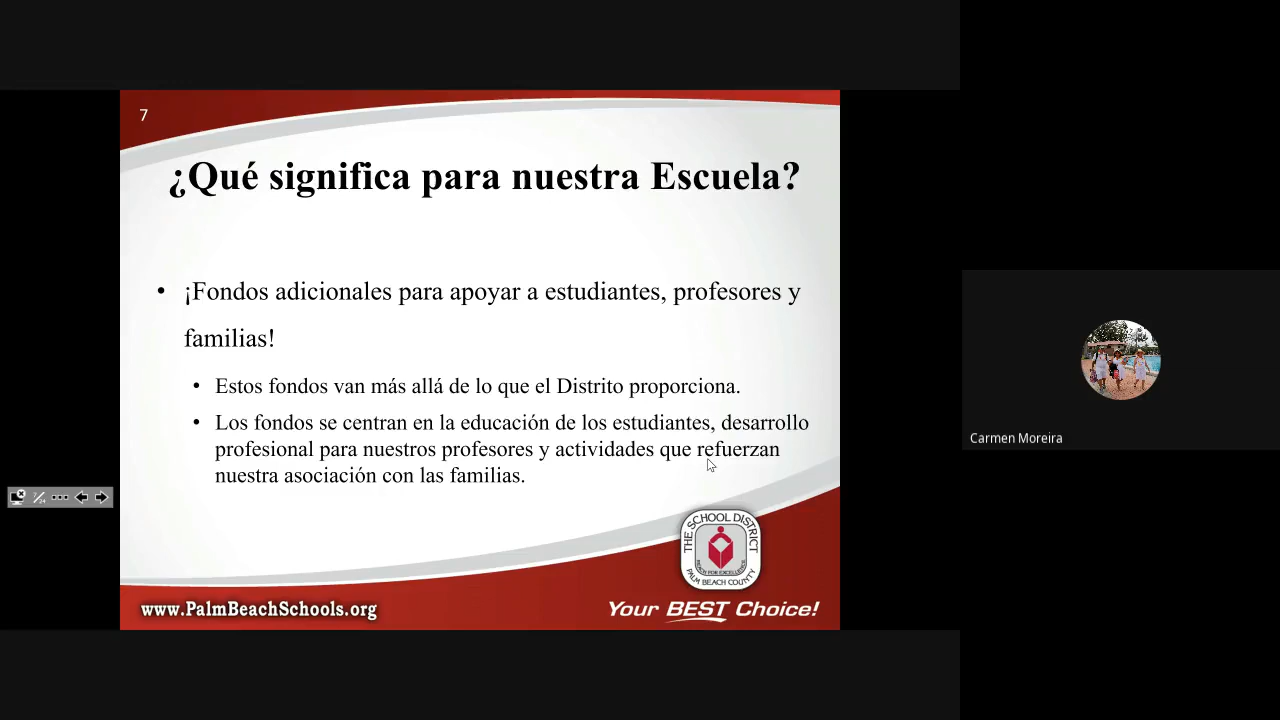 7
¿Qué significa para nuestra Escuela?
• ¡Fondos adicionales para apoyar a estudiantes, profesores y
familias!
• Estos fondos van más allá de lo que el Distrito proporciona.
• Los fondos se centran en la educación de los estudiantes, desarrollo
profesional para nuestros profesores y actividades que refuerzan
nuestra asociación con las familias.
THE SCHOOL DISTRICT
PALM BEACH COUNTY
www.PalmBeachSchools.org
Your BEST Choice!
Carmen Moreira